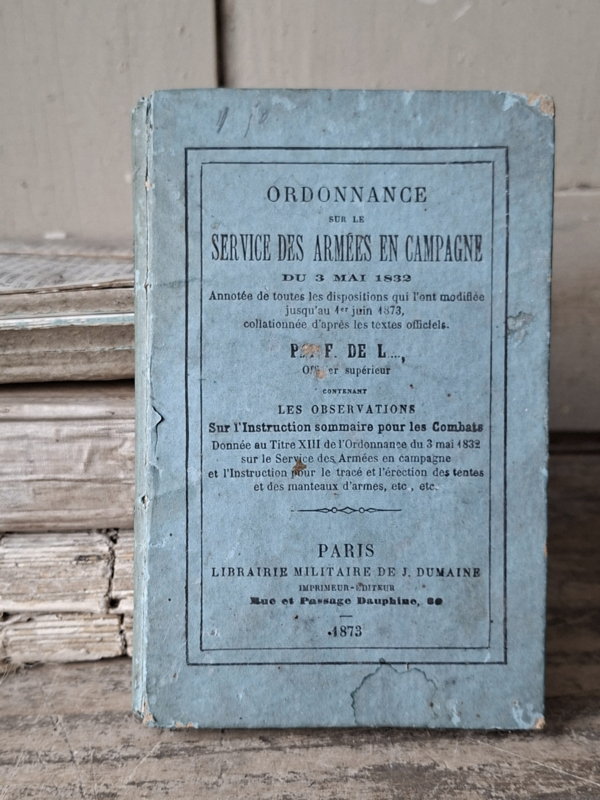 ORDONNANCE
SUR LE
SERVICE DES ARMÉES EN CAMPAGNE
DU 3 MAI 1832
Annotée de toutes les dispositions qui l'ont modifiée
jusqu'au 1er juin 1873,
collationnée d'après les textes officiels.
F. DE L...,
supérieur
CONTENANT
LES OBSERVATIONS
Sur l'Instruction sommaire pour les Combats
Donnée au Titre XIII de l'Ordonnance du 3 mai 1832
sur le Service des Armées en campagne
et l'Instruction pour le tracé et l'érection des tentes
et des manteaux d'armes, etc., etc.
PARIS
LIBRAIRIE MILITAIRE DE J. DUMAINE
IMPRIMEUR-ÉDITEUR
Rue et Passage Dauphine,
1873